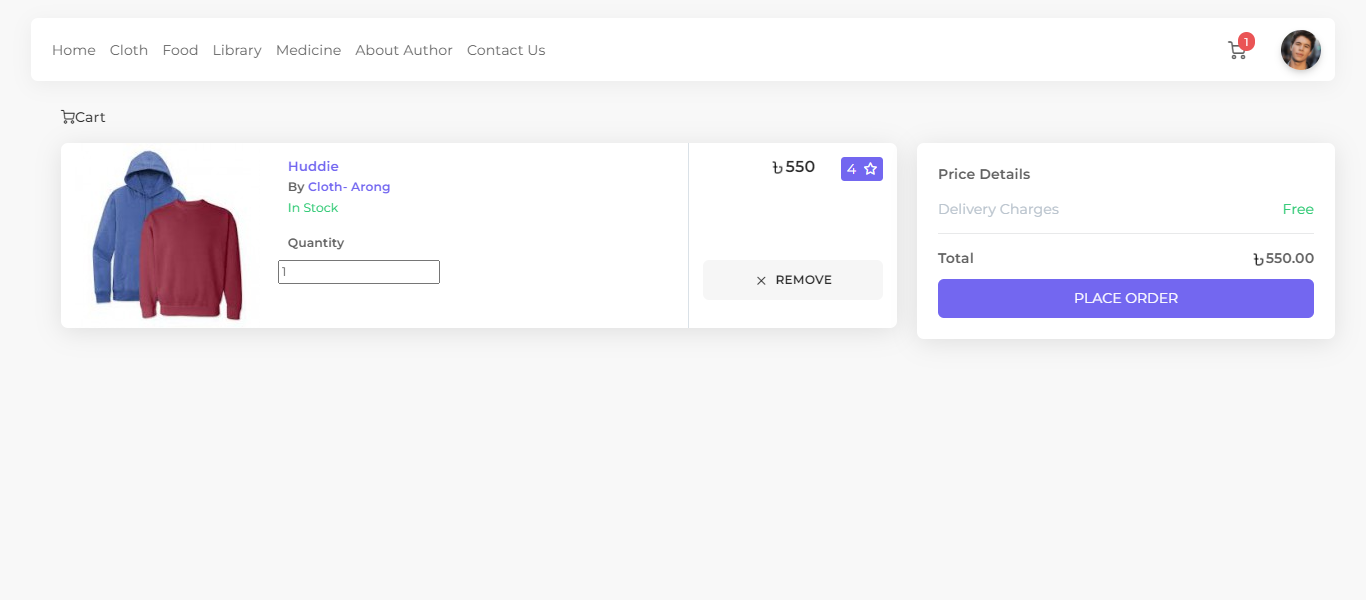 Home Cloth Food Library Medicine About Author Contact Us
1
Cart
Huddie
By Cloth- Arong
In Stock
Quantity
1
৳550
4
REMOVE
Price Details
Delivery Charges Free
Total ৳550.00
PLACE ORDER